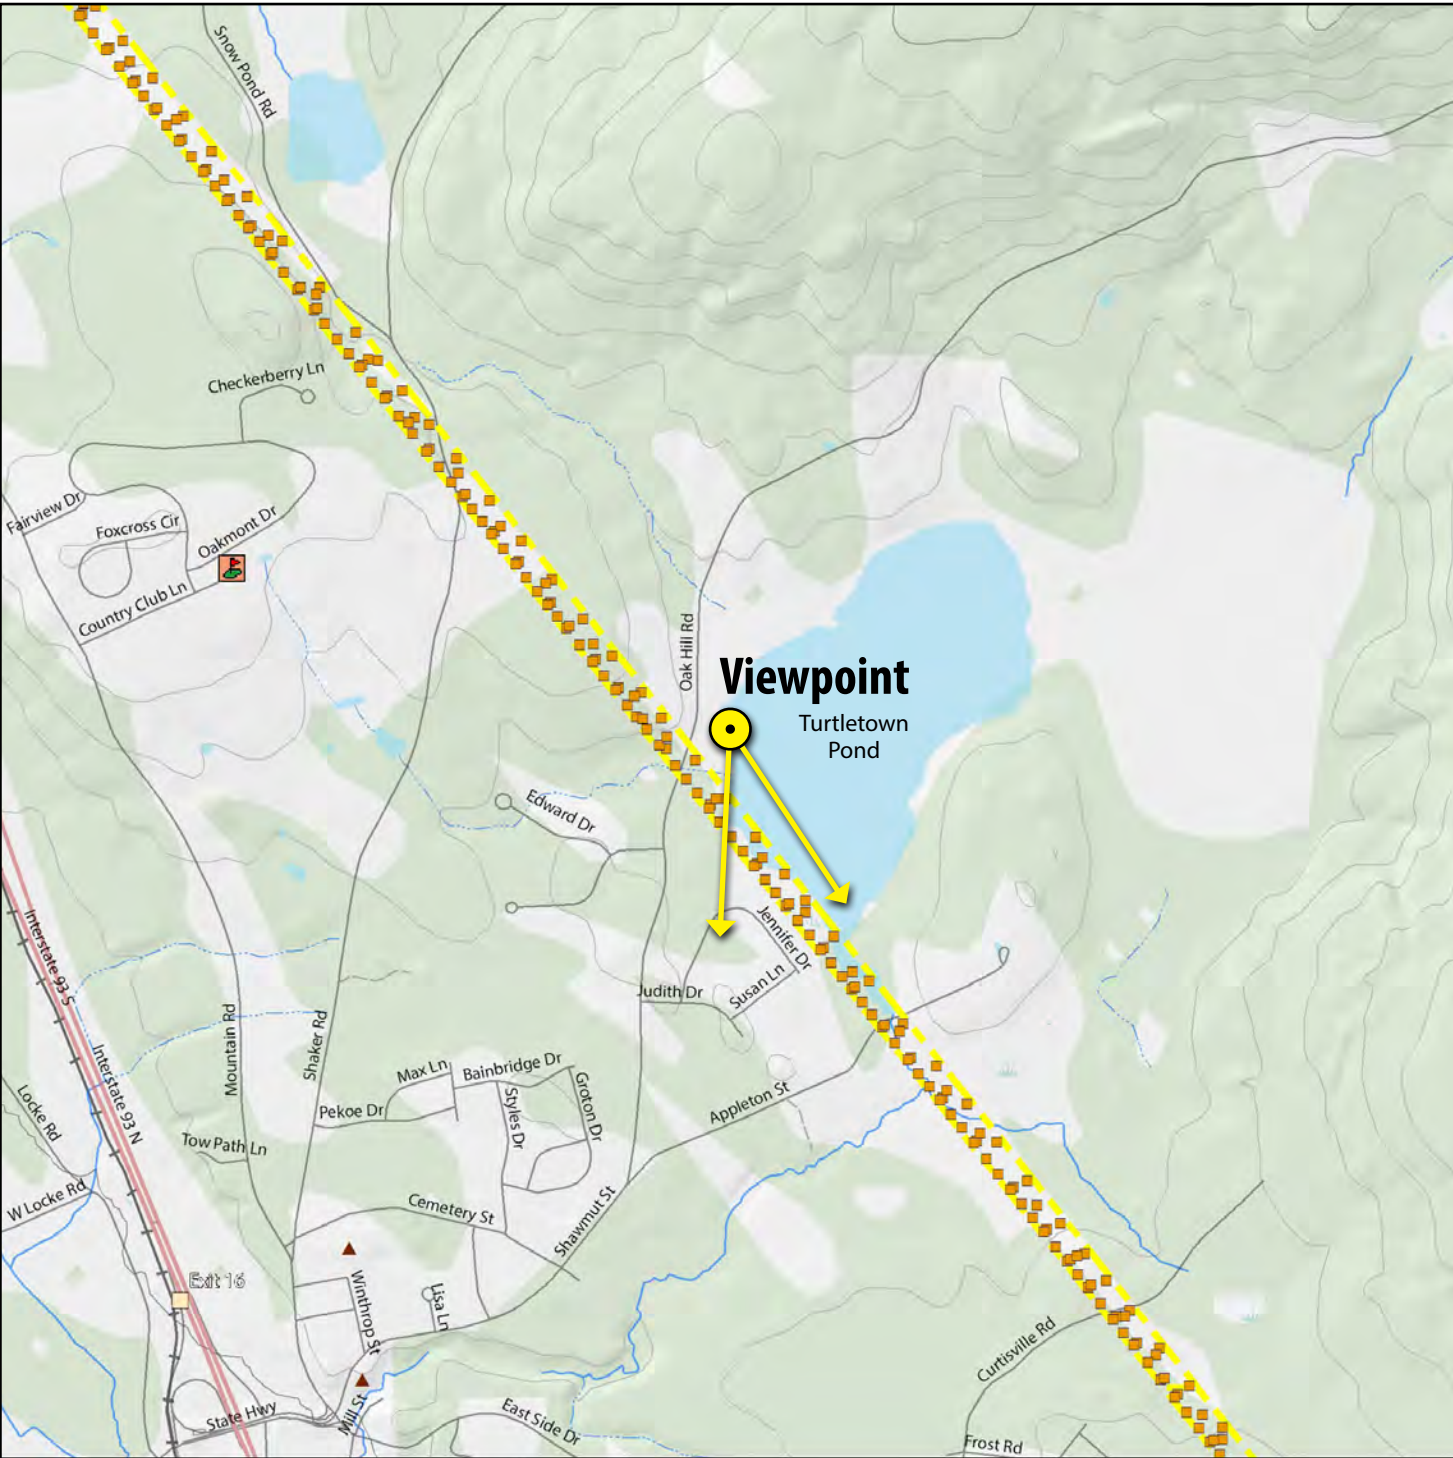 Snow Pond Rd
Checkerberry Ln
Fairview Dr
Foxcross Cir
Oakmont Dr
Country Club Ln
Oak Hill Rd
Viewpoint
Turtletown
Pond
Edward Dr
Jennifer Dr
Susan Ln
Judith Dr
Interstate 93 S
Interstate 93 N
Mountain Rd
Shaker Rd
Max Ln
Bainbridge Dr
Pekoe Dr
Styles Dr
Groton Dr
Appleton St
Locke Rd
Tow Path Ln
W Locke Rd
Cemetery St
Shawmut St
Exit 16
Winthrop St
Lisa Ln
Curtisville Rd
State Hwy
Mill St
East Side Dr
Frost Rd